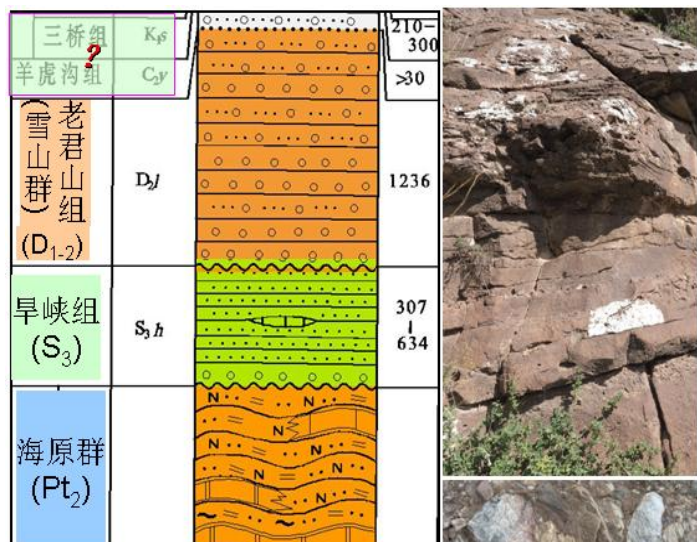 三桥组
K₁s
210-
300
?
羊虎沟组
C₂y
>30
老君山组
(雪山群)
(D₁₋₂)
D₂l
1236
旱峡组
(S₃)
S₃h
307
-
634
海原群
(Pt₂)
N
N
N
N
N
N